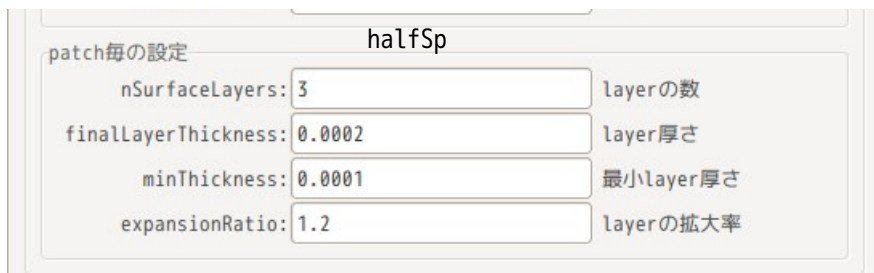 halfSp
patch毎の設定
nSurfaceLayers: 3 layerの数
finalLayerThickness: 0.0002 layer厚さ
minThickness: 0.0001 最小layer厚さ
expansionRatio: 1.2 layerの拡大率